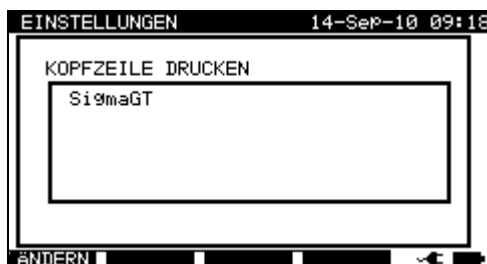 EINSTELLUNGEN 14-Sep-10 09:18
KOPFZEILE DRUCKEN
SigmaGT
ÄNDERN